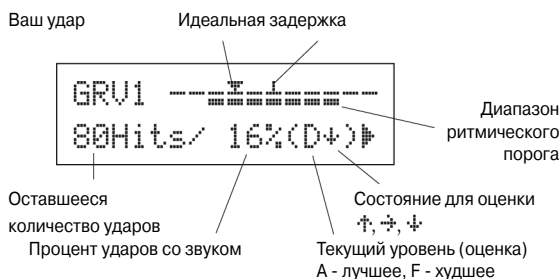 Ваш удар
Идеальная задержка
GRV1
Диапазон
ритмического
порога
80Hits/ 16%(D↓)
Оставшееся
количество ударов
Состояние для оценки
↑, →, ↓
Процент ударов со звуком
Текущий уровень (оценка)
A - лучшее, F - худшее